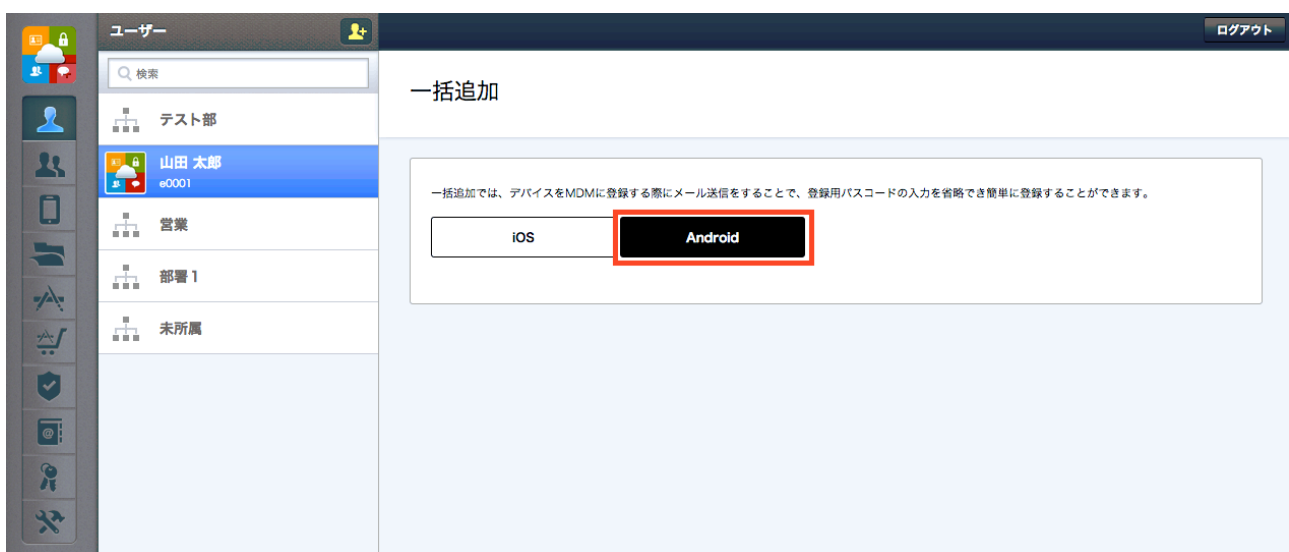 ユーザー
ログアウト
検索
一括追加
テスト部
山田 太郎
e0001
一括追加では、デバイスをMDMに登録する際にメール送信をすることで、登録用パスコードの入力を省略でき簡単に登録することができます。
iOS
Android
営業
部署1
未所属